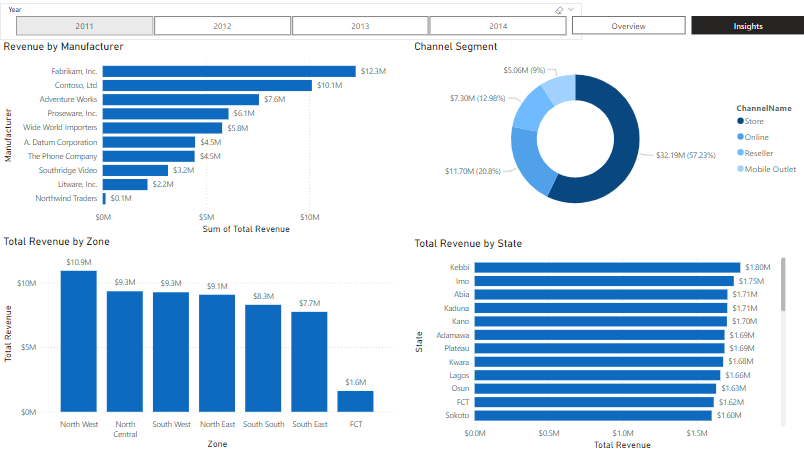 Year
2011 2012 2013 2014 Overview Insights
Revenue by Manufacturer
Manufacturer
Fabrikam, Inc. $12.3M
Contoso, Ltd $10.1M
Adventure Works $7.6M
Proseware, Inc. $6.1M
Wide World Importers $5.8M
A. Datum Corporation $4.5M
The Phone Company $4.5M
Southridge Video $3.2M
Litware, Inc. $2.2M
Northwind Traders $0.1M
$0M $5M $10M
Sum of Total Revenue
Channel Segment
$5.06M (9%)
$7.30M (12.98%)
$11.70M (20.8%)
$32.19M (57.23%)
ChannelName
Store
Online
Reseller
Mobile Outlet
Total Revenue by Zone
Total Revenue
$10M
$5M
$0M
$10.9M $9.3M $9.3M $9.1M $8.3M $7.7M $1.6M
North West North Central South West North East South South South East FCT
Zone
Total Revenue by State
State
Kebbi $1.80M
Imo $1.75M
Abia $1.71M
Kaduna $1.71M
Kano $1.70M
Adamawa $1.69M
Plateau $1.69M
Kwara $1.68M
Lagos $1.66M
Osun $1.63M
FCT $1.62M
Sokoto $1.60M
$0.0M $0.5M $1.0M $1.5M
Total Revenue